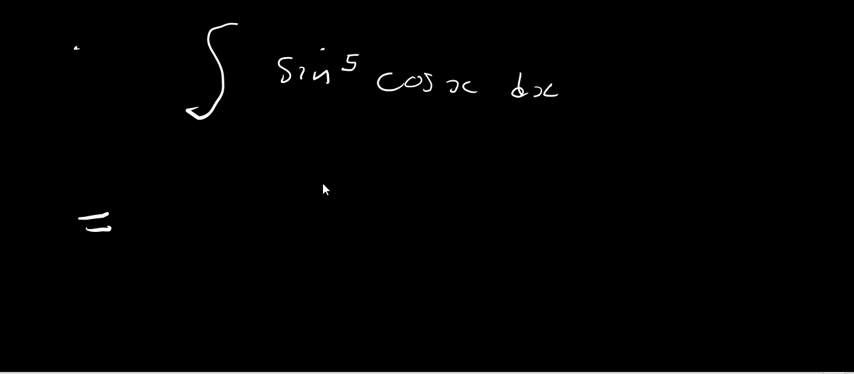 ∫ sin⁵ cos x dx
=